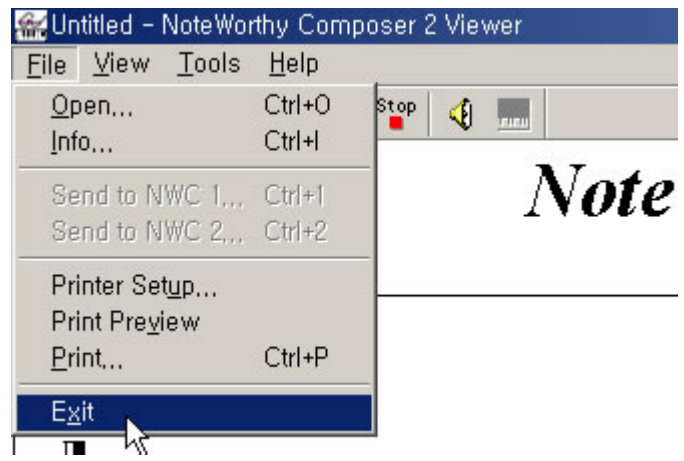 Untitled - NoteWorthy Composer 2 Viewer
File View Tools Help
Open... Ctrl+O
Stop
Info... Ctrl+I
Send to NWC 1... Ctrl+1
Note
Send to NWC 2... Ctrl+2
Printer Setup...
Print Preview
Print... Ctrl+P
Exit